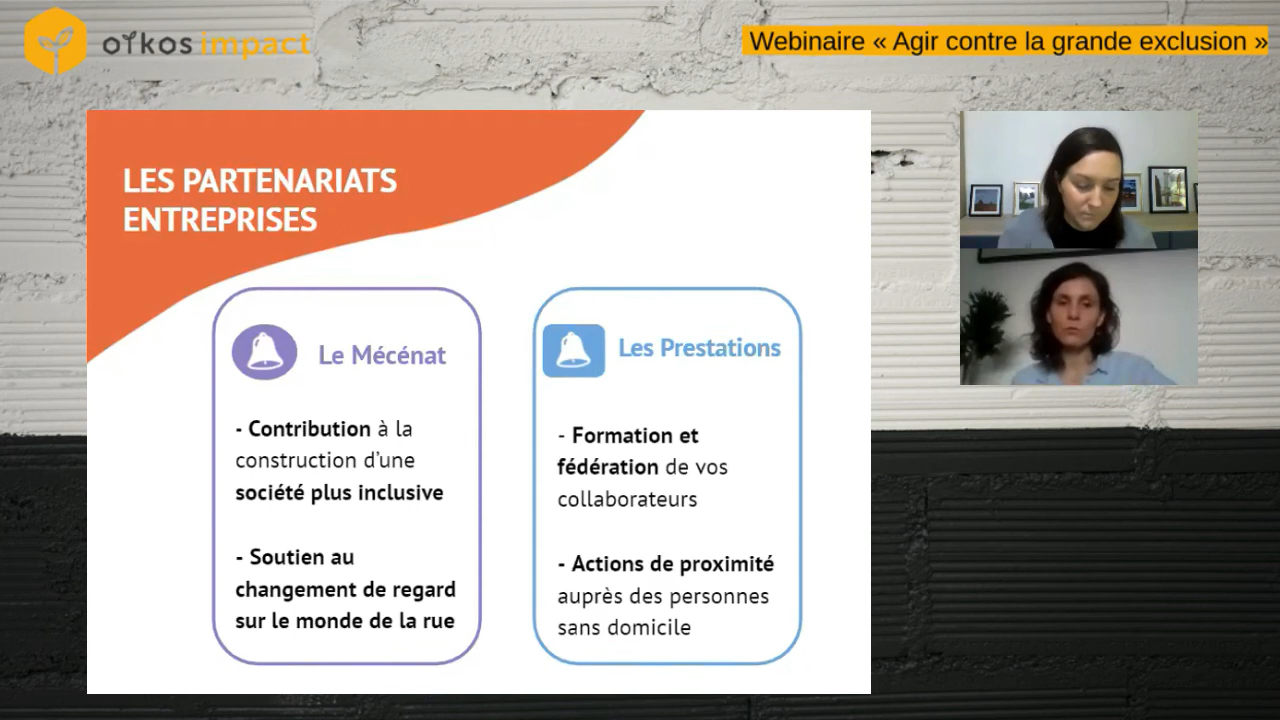 oikos impact
Webinaire « Agir contre la grande exclusion »
LES PARTENARIATS
ENTREPRISES
Le Mécénat
- Contribution à la
construction d'une
société plus inclusive
- Soutien au
changement de regard
sur le monde de la rue
Les Prestations
- Formation et
fédération de vos
collaborateurs
- Actions de proximité
auprès des personnes
sans domicile